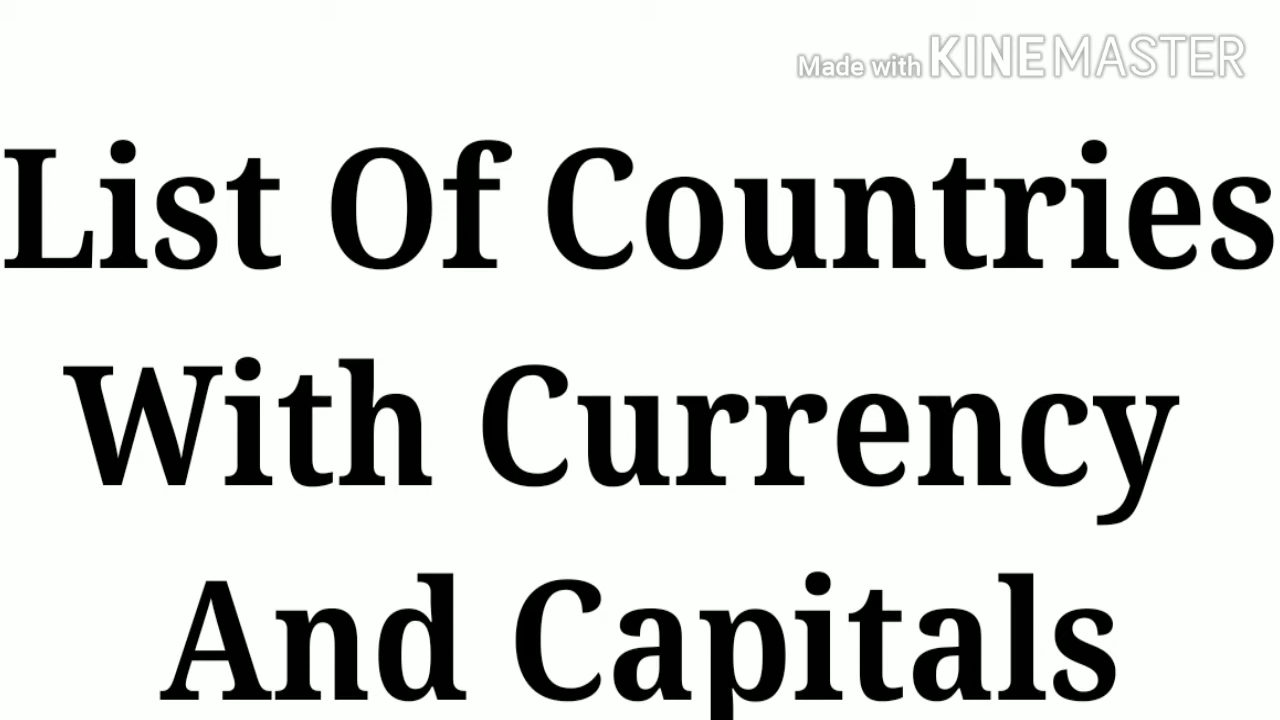 Made with KINEMASTER
List Of Countries
With Currency
And Capitals